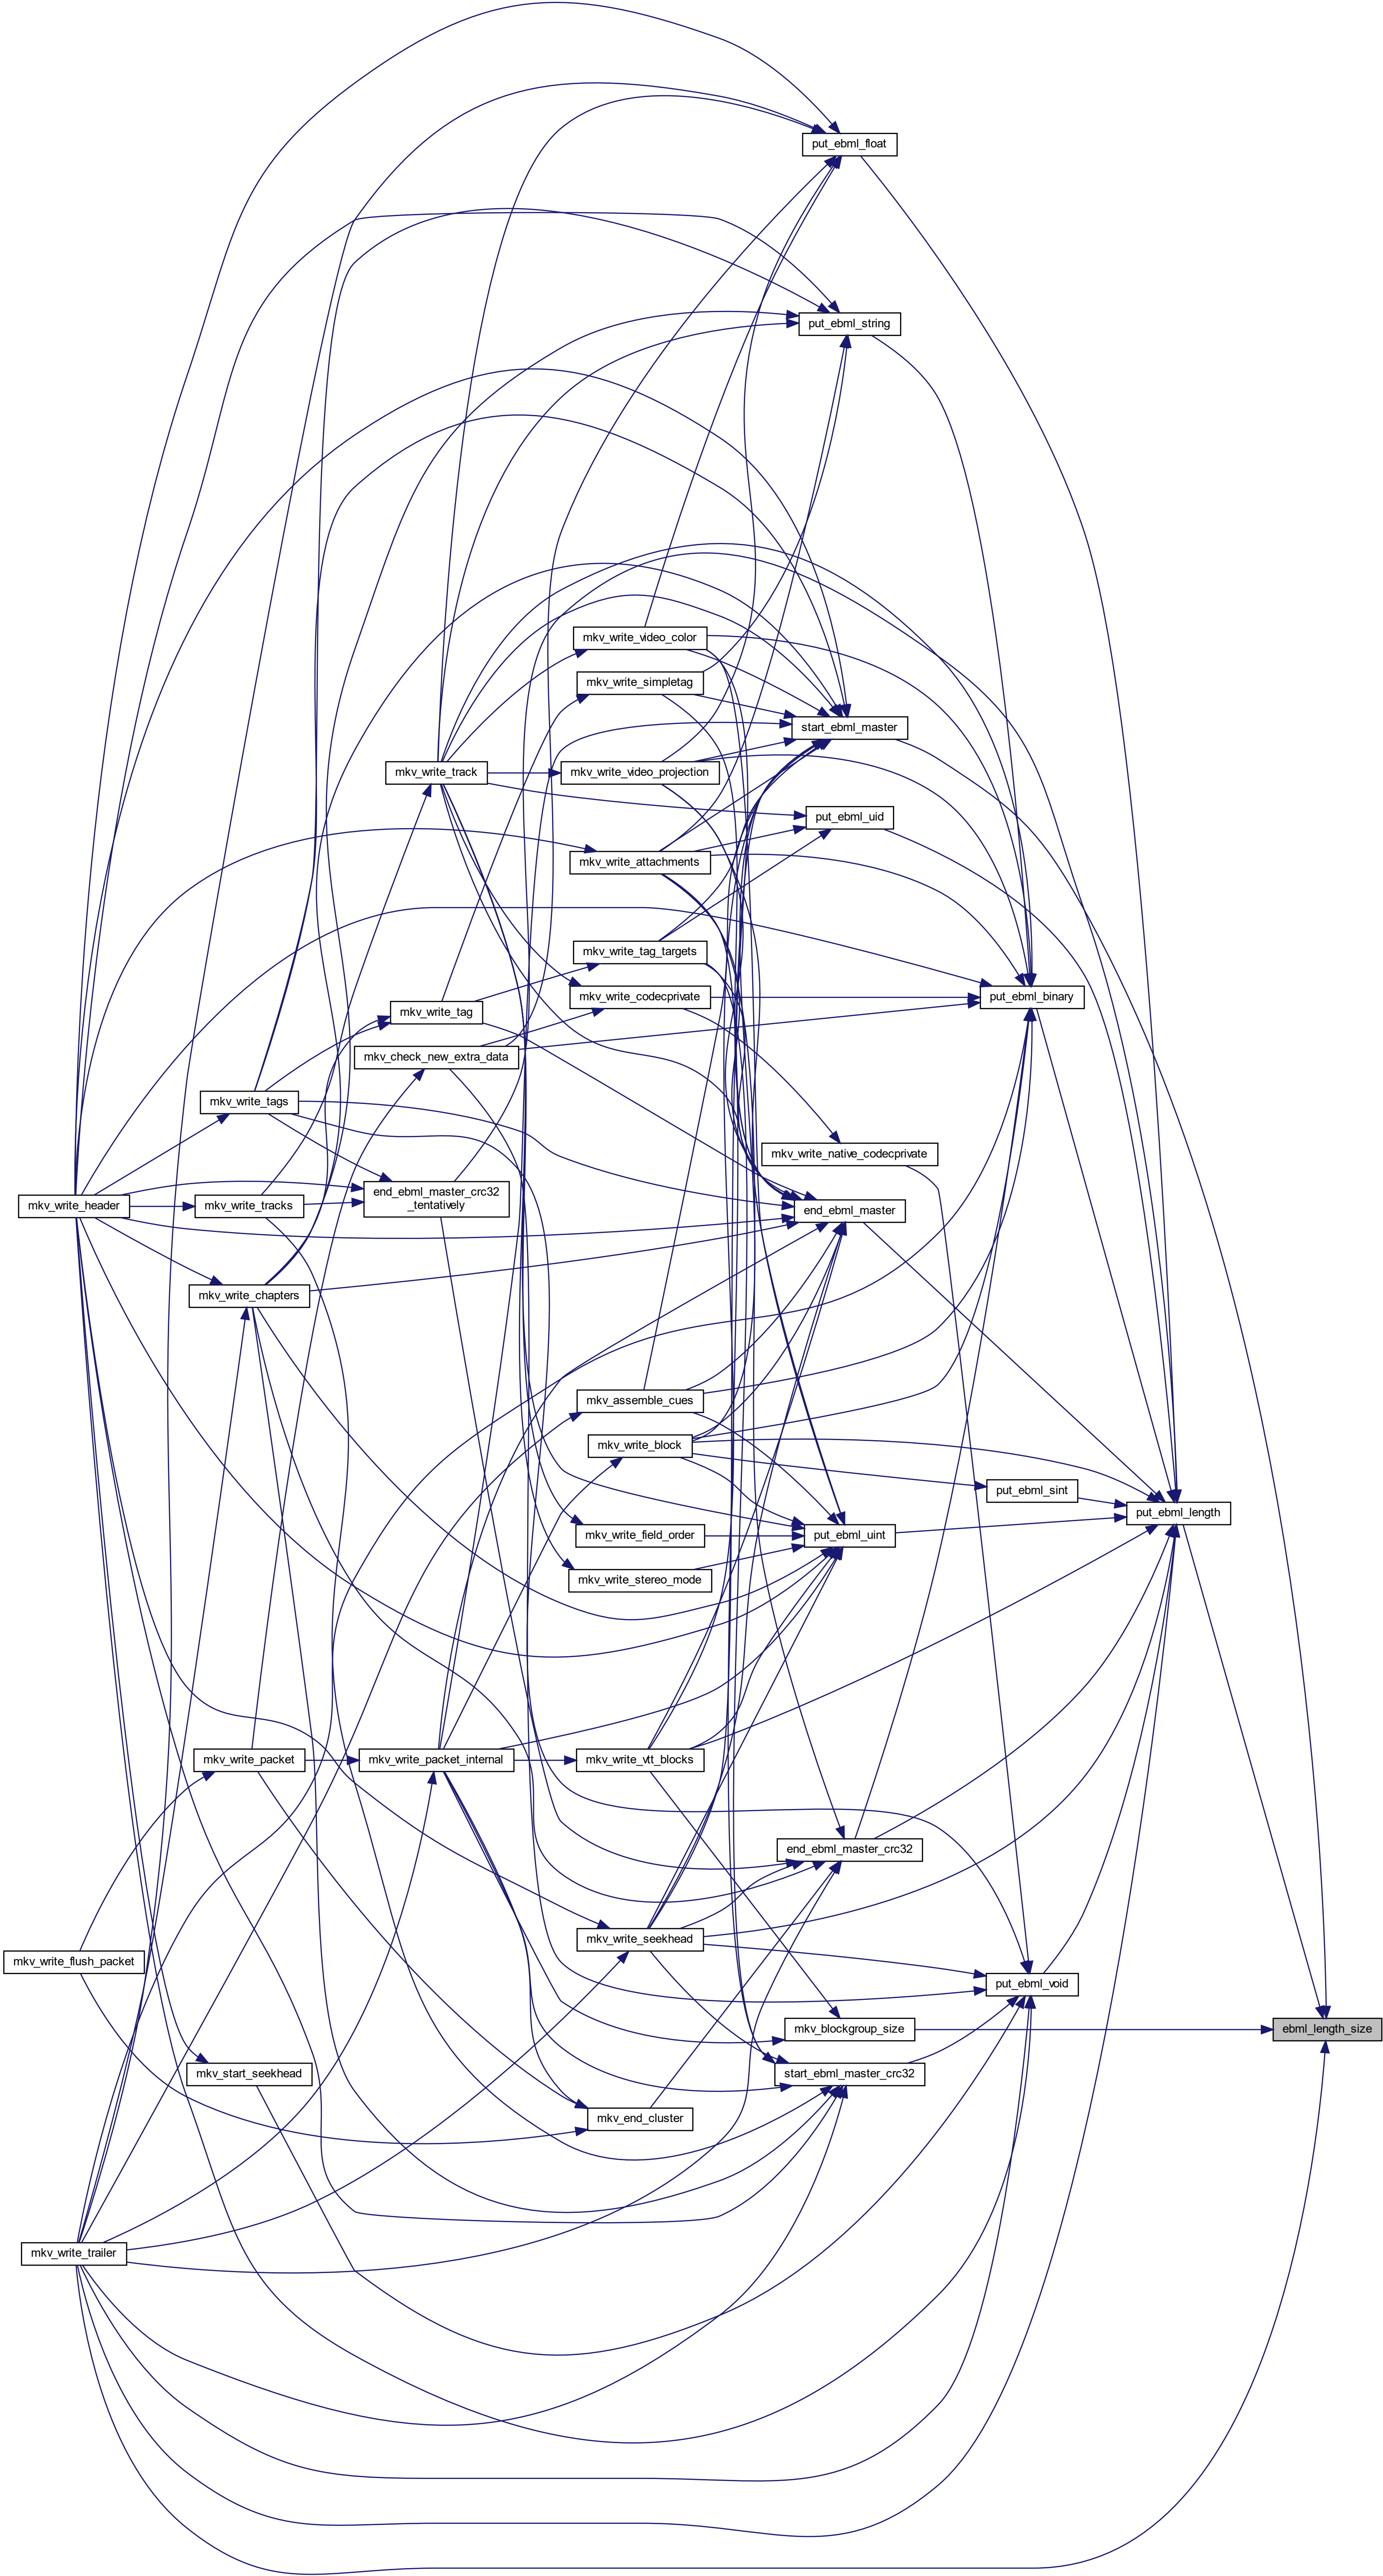 put_ebml_float
put_ebml_string
mkv_write_video_color
mkv_write_simpletag
start_ebml_master
mkv_write_track
mkv_write_video_projection
put_ebml_uid
mkv_write_attachments
mkv_write_tag_targets
mkv_write_codecprivate
put_ebml_binary
mkv_write_tag
mkv_check_new_extra_data
mkv_write_tags
mkv_write_native_codecprivate
mkv_write_header
mkv_write_tracks
end_ebml_master_crc32
_tentatively
end_ebml_master
mkv_write_chapters
mkv_assemble_cues
mkv_write_block
put_ebml_sint
put_ebml_length
mkv_write_field_order
put_ebml_uint
mkv_write_stereo_mode
mkv_write_packet
mkv_write_packet_internal
mkv_write_vtt_blocks
end_ebml_master_crc32
mkv_write_seekhead
mkv_write_flush_packet
put_ebml_void
mkv_blockgroup_size
ebml_length_size
mkv_start_seekhead
start_ebml_master_crc32
mkv_end_cluster
mkv_write_trailer